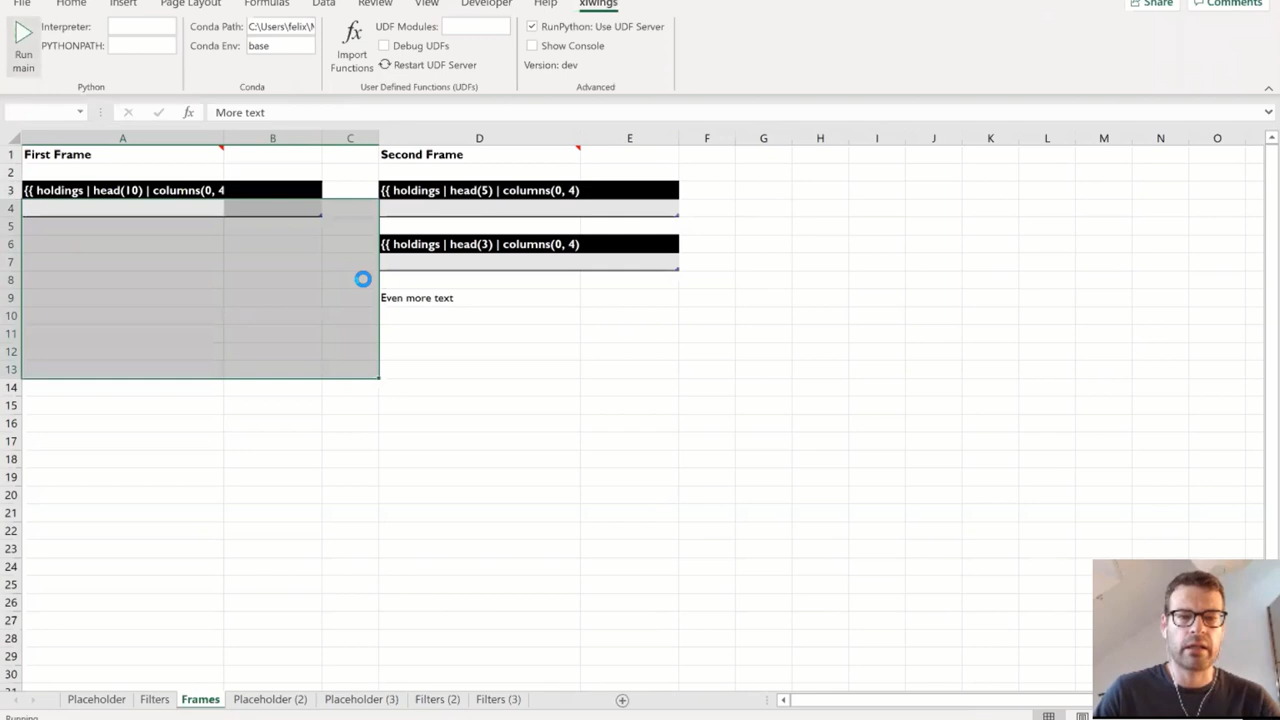 File Home Insert Page Layout Formulas Data Review View Developer Help xlwings Share Comments
Run main
Interpreter:
PYTHONPATH:
Python
Conda Path: C:\Users\felix\M
Conda Env: base
Conda
Import Functions
UDF Modules:
Debug UDFs
Restart UDF Server
User Defined Functions (UDFs)
RunPython: Use UDF Server
Show Console
Version: dev
Advanced
fx More text
A B C D E F G H I J K L M N O
1 First Frame Second Frame
2
3 {{ holdings | head(10) | columns(0, 4 {{ holdings | head(5) | columns(0, 4)
4
5
6 {{ holdings | head(3) | columns(0, 4)
7
8
9 Even more text
10
11
12
13
14
15
16
17
18
19
20
21
22
23
24
25
26
27
28
29
30
Placeholder Filters Frames Placeholder (2) Placeholder (3) Filters (2) Filters (3)
Running